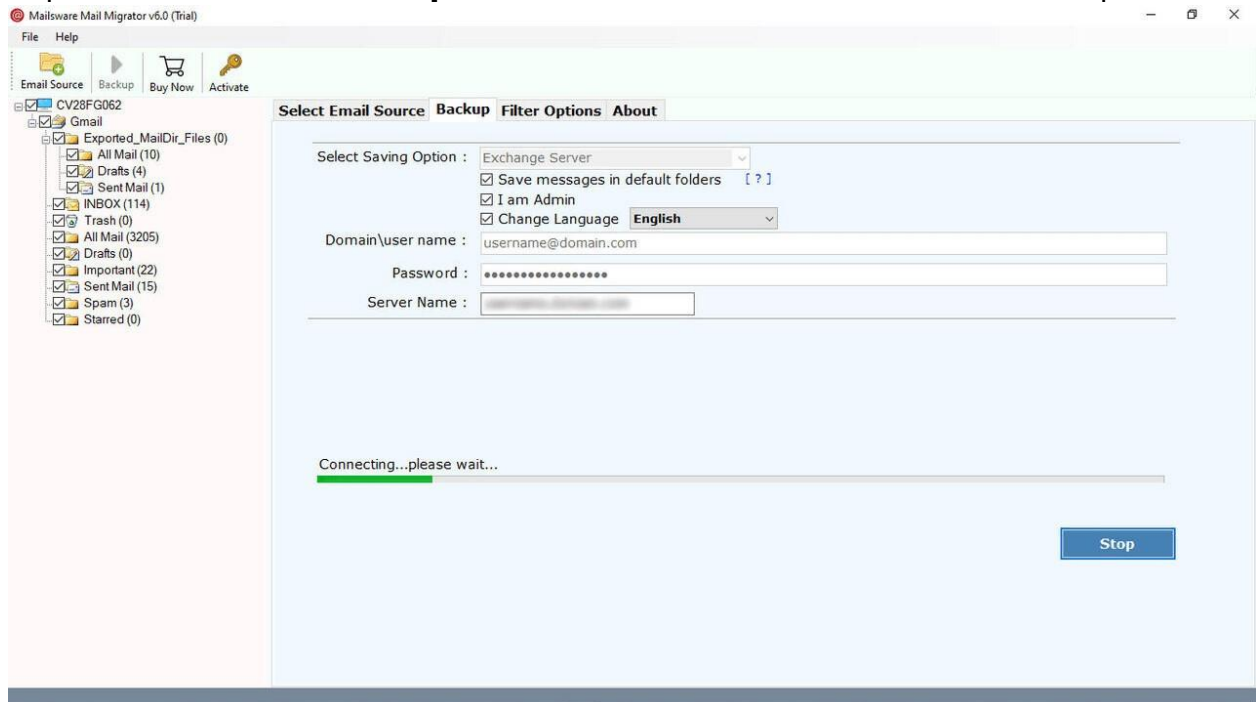 Mailsware Mail Migrator v6.0 (Trial)
File Help
Email Source Backup Buy Now Activate
CV28FG062
Gmail
Exported_MailDir_Files (0)
All Mail (10)
Drafts (4)
Sent Mail (1)
INBOX (114)
Trash (0)
All Mail (3205)
Drafts (0)
Important (22)
Sent Mail (15)
Spam (3)
Starred (0)
Select Email Source Backup Filter Options About
Select Saving Option : Exchange Server
Save messages in default folders [ ? ]
I am Admin
Change Language English
Domain\user name : username@domain.com
Password : •••••••••••••••••
Server Name :
Connecting...please wait...
Stop